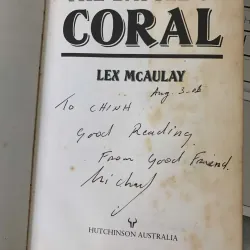 CORAL
LEX McAULAY
Aug 3-08
To CHINH
Good Reading
From Good Friend.
Michael
HUTCHINSON AUSTRALIA